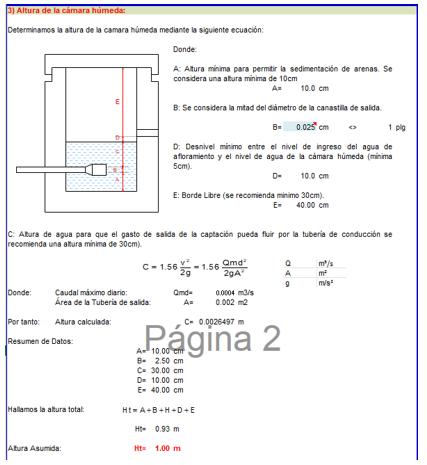 3) Altura de la cámara húmeda:
Determinamos la altura de la camara húmeda mediante la siguiente ecuación:
Donde:
A: Altura mínima para permitir la sedimentación de arenas. Se
considera una altura mínima de 10cm
A= 10.0 cm
B: Se considera la mitad del diámetro de la canastilla de salida.
B= 0.025 cm <> 1 plg
D: Desnivel mínimo entre el nivel de ingreso del agua de
afloramiento y el nivel de agua de la cámara húmeda (mínima
5cm).
D= 10.0 cm
E: Borde Libre (se recomienda minimo 30cm).
E= 40.00 cm
E
D
C
B
A
C: Altura de agua para que el gasto de salida de la captación pueda fluir por la tubería de conducción se
recomienda una altura mínima de 30cm).
C = 1.56 v²/2g = 1.56 Qmd²/2gA²
Q m³/s
A m²
g m/s²
Donde: Caudal máximo diario: Qmd= 0.0004 m3/s
Área de la Tubería de salida: A= 0.002 m2
Por tanto: Altura calculada: C= 0.0026497 m
Página 2
Resumen de Datos:
A= 10.00 cm
B= 2.50 cm
C= 30.00 cm
D= 10.00 cm
E= 40.00 cm
Hallamos la altura total: Ht = A + B + H + D + E
Ht= 0.93 m
Altura Asumida: Ht= 1.00 m